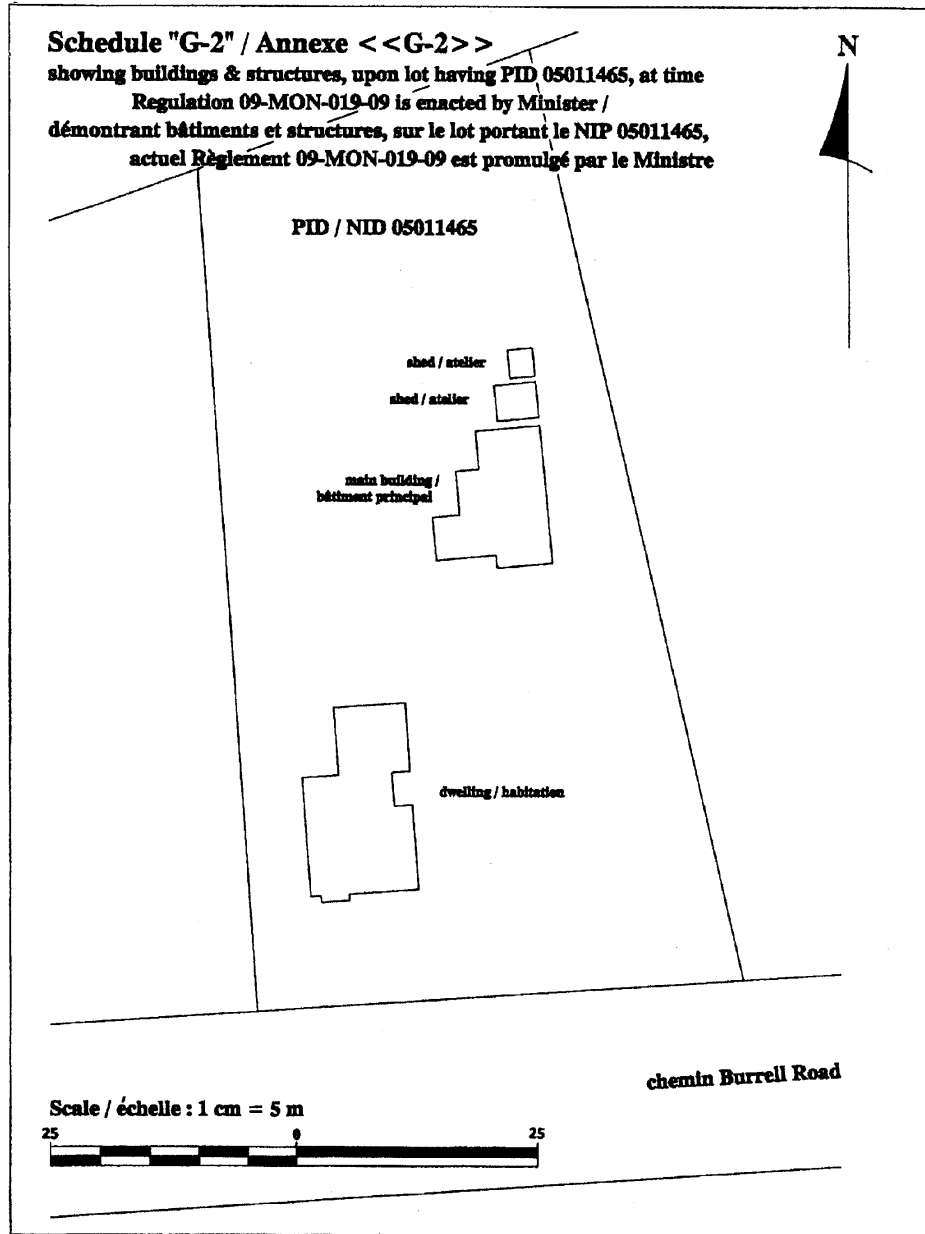 Schedule "G-2" / Annexe <<G-2>>
N
showing buildings & structures, upon lot having PID 05011465, at time
Regulation 09-MON-019-09 is enacted by Minister /
démontrant bâtiments et structures, sur le lot portant le NIP 05011465,
actuel Règlement 09-MON-019-09 est promulgé par le Ministre
PID / NID 05011465
shed / atelier
shed / atelier
main building /
bâtiment principal
dwelling / habitation
chemin Burrell Road
Scale / échelle : 1 cm = 5 m
25 0 25